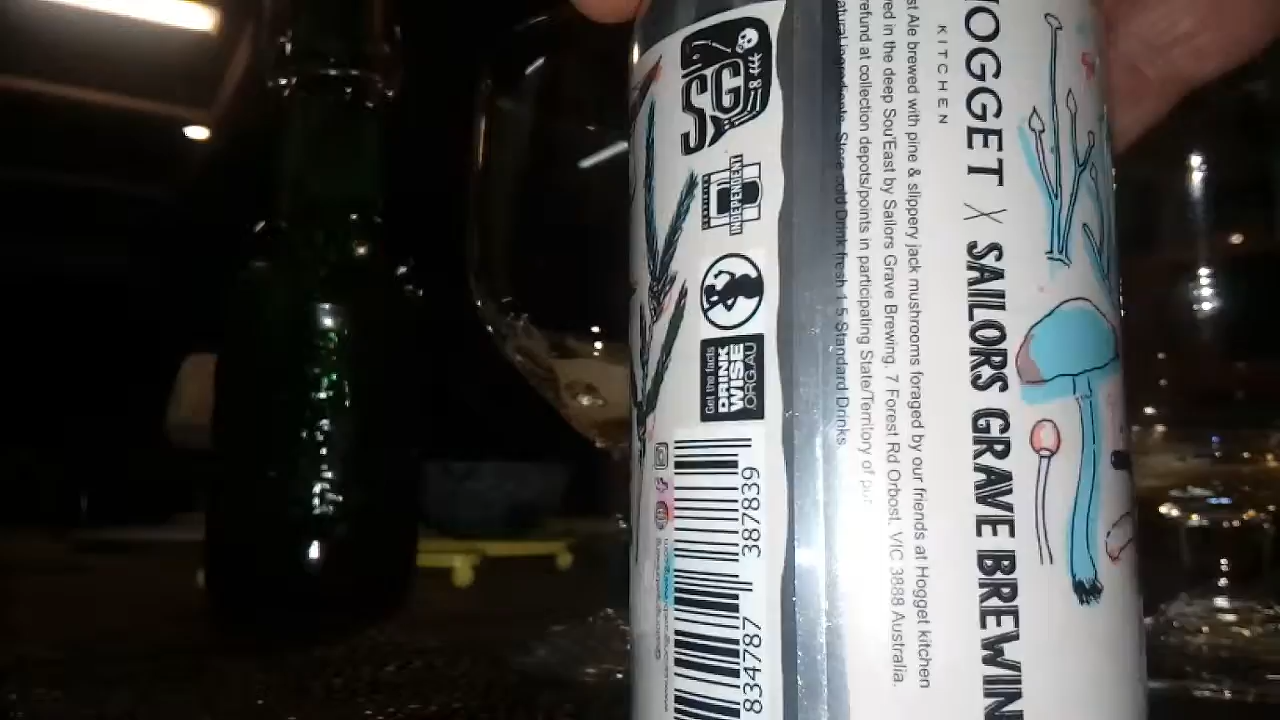 HOGGET X SAILORS GRAVE BREWIN
KITCHEN
st Ale brewed with pine & slippery jack mushrooms foraged by our friends at Hogget kitchen
ed in the deep Sou'East by Sailors Grave Brewing, 7 Forest Rd Orbost, VIC 3888 Australia.
refund at collection depots/points in participating State/Territory of pur
atural ingredients. Store cold Drink fresh 1.5 Standard Drinks
SG
CERTIFIED
INDEPENDENT
Get the facts
DRINK
WISE
.ORG.AU
834787 387839